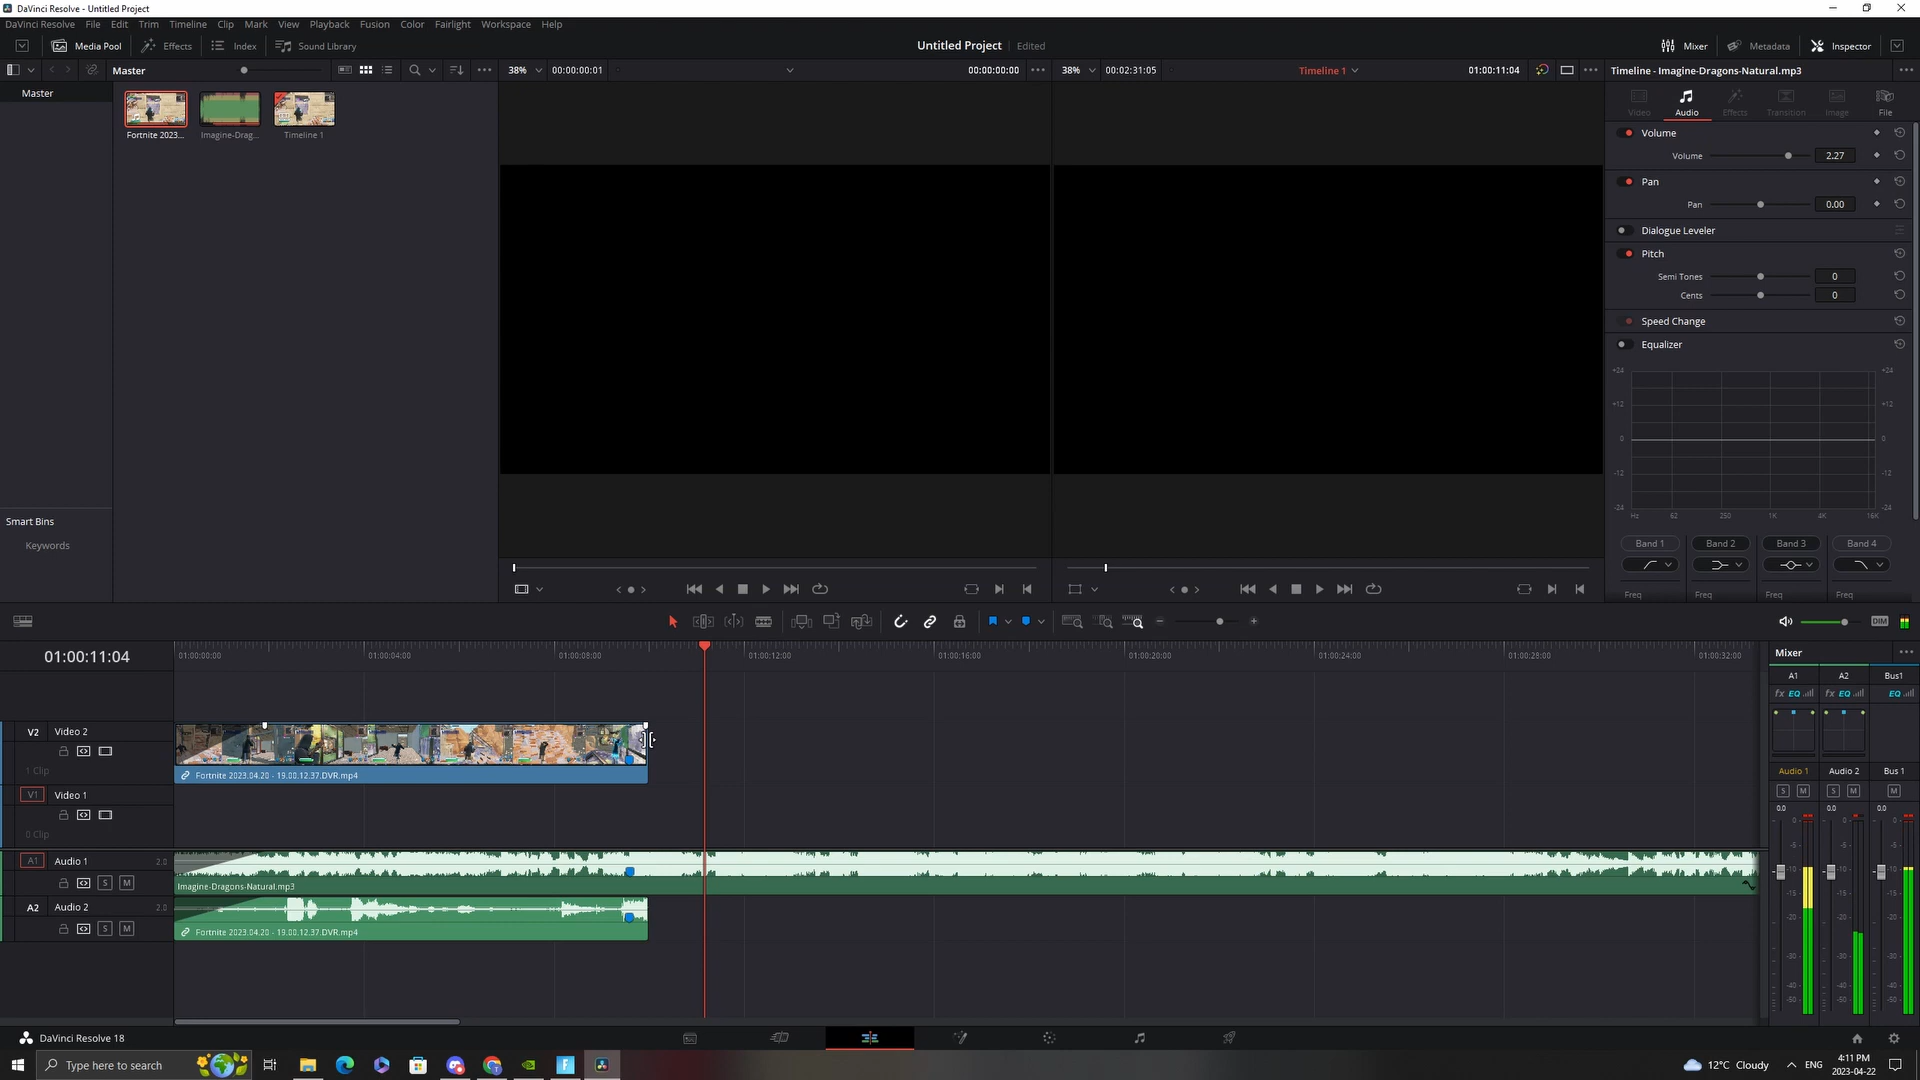 DaVinci Resolve - Untitled Project
DaVinci Resolve File Edit Trim Timeline Clip Mark View Playback Fusion Color Fairlight Workspace Help
Media Pool Effects Index Sound Library
Untitled Project Edited
Mixer Metadata Inspector
Master
38% 00:00:00:01 00:00:00:00
38% 00:02:31:05 Timeline 1 01:00:11:04
Timeline - Imagine-Dragons-Natural.mp3
Master
Fortnite 2023... Imagine-Drag... Timeline 1
Video Audio Effects Transition Image File
Volume
Volume 2.27
Pan
Pan 0.00
Dialogue Leveler
Pitch
Semi Tones 0
Cents 0
Speed Change
Equalizer
+24 +24
+12 +12
0 0
-12 -12
-24 -24
Hz 62 250 1K 4K 16K
Band 1 Band 2 Band 3 Band 4
Freq Freq Freq Freq
Smart Bins
Keywords
DIM
01:00:11:04
01:00:00:00 01:00:04:00 01:00:08:00 01:00:12:00 01:00:16:00 01:00:20:00 01:00:24:00 01:00:28:00 01:00:32:00
V2 Video 2
1 Clip
Fortnite 2023.04.20 - 19.00.12.37.DVR.mp4
V1 Video 1
0 Clip
A1 Audio 1 2.0
S M
Imagine-Dragons-Natural.mp3
A2 Audio 2 2.0
S M
Fortnite 2023.04.20 - 19.00.12.37.DVR.mp4
Mixer
A1 A2 Bus1
fx EQ fx EQ EQ
Audio 1 Audio 2 Bus 1
S M S M M
0.0 0.0 0.0
0 0 0
-5 -5 -5
-10 -10 -10
-15 -15 -15
-20 -20 -20
-30 -30 -30
-40 -40 -40
-50 -50 -50
DaVinci Resolve 18
Type here to search
12°C Cloudy
ENG
4:11 PM
2023-04-22